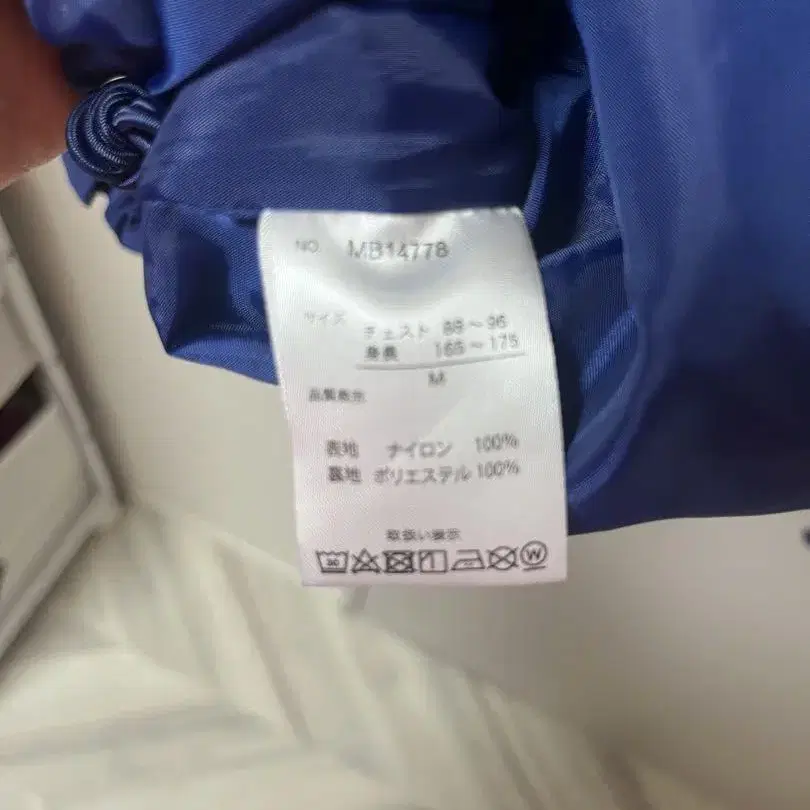 NO. MB14778
サイズ チェスト 88～96
身長 165～175
M
品質表示
表地 ナイロン 100%
裏地 ポリエステル 100%
取扱い表示
30 W